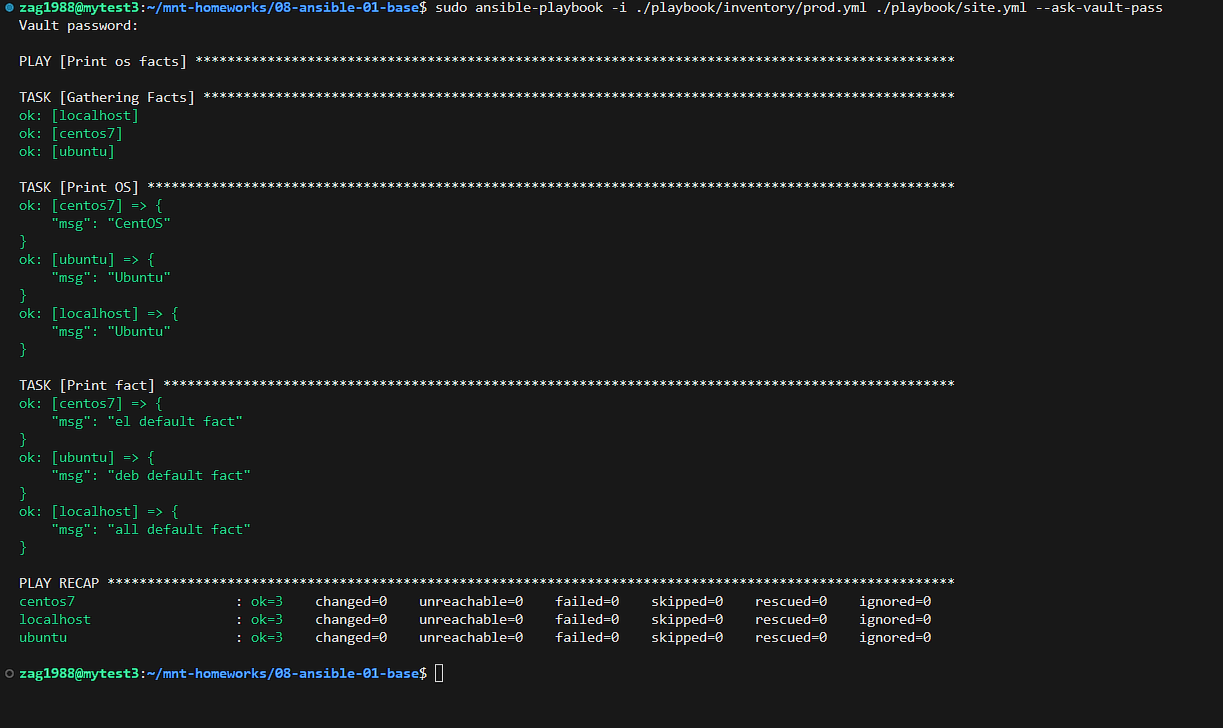 zag1988@mytest3:~/mnt-homeworks/08-ansible-01-base$ sudo ansible-playbook -i ./playbook/inventory/prod.yml ./playbook/site.yml --ask-vault-pass
Vault password:
PLAY [Print os facts] ***********************************************************************************************
TASK [Gathering Facts] **********************************************************************************************
ok: [localhost]
ok: [centos7]
ok: [ubuntu]
TASK [Print OS] *****************************************************************************************************
ok: [centos7] => {
    "msg": "CentOS"
}
ok: [ubuntu] => {
    "msg": "Ubuntu"
}
ok: [localhost] => {
    "msg": "Ubuntu"
}
TASK [Print fact] ***************************************************************************************************
ok: [centos7] => {
    "msg": "el default fact"
}
ok: [ubuntu] => {
    "msg": "deb default fact"
}
ok: [localhost] => {
    "msg": "all default fact"
}
PLAY RECAP **********************************************************************************************************
centos7                    : ok=3    changed=0    unreachable=0    failed=0    skipped=0    rescued=0    ignored=0
localhost                  : ok=3    changed=0    unreachable=0    failed=0    skipped=0    rescued=0    ignored=0
ubuntu                     : ok=3    changed=0    unreachable=0    failed=0    skipped=0    rescued=0    ignored=0
zag1988@mytest3:~/mnt-homeworks/08-ansible-01-base$